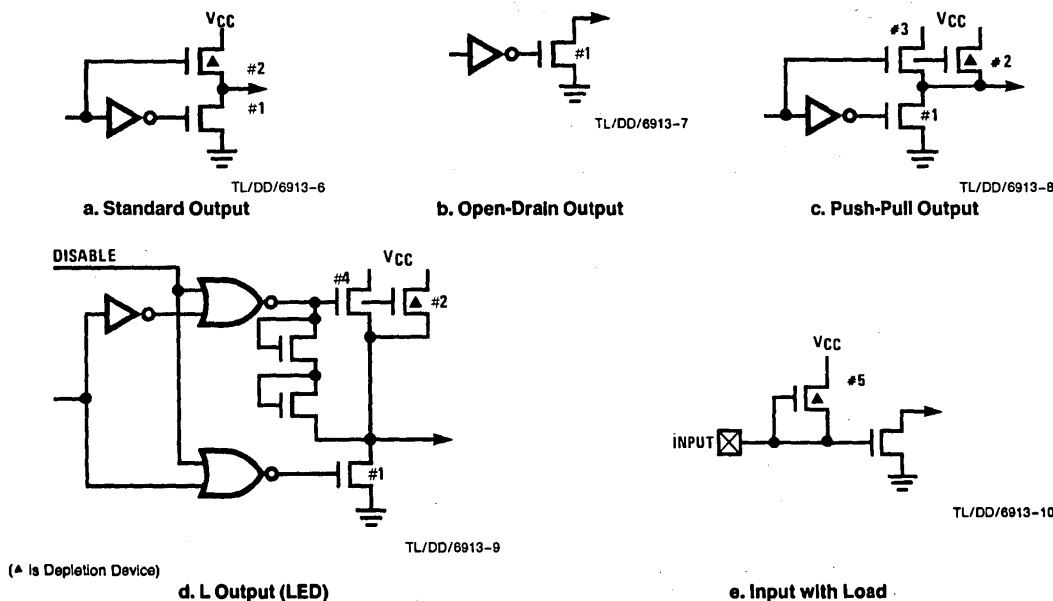 VCC
#2
#1
TL/DD/6913-6
a. Standard Output
#1
TL/DD/6913-7
b. Open-Drain Output
#3
VCC
#2
#1
TL/DD/6913-8
c. Push-Pull Output
DISABLE
#4
VCC
#2
#1
TL/DD/6913-9
(▲ is Depletion Device)
d. L Output (LED)
VCC
#5
INPUT
TL/DD/6913-10
e. Input with Load